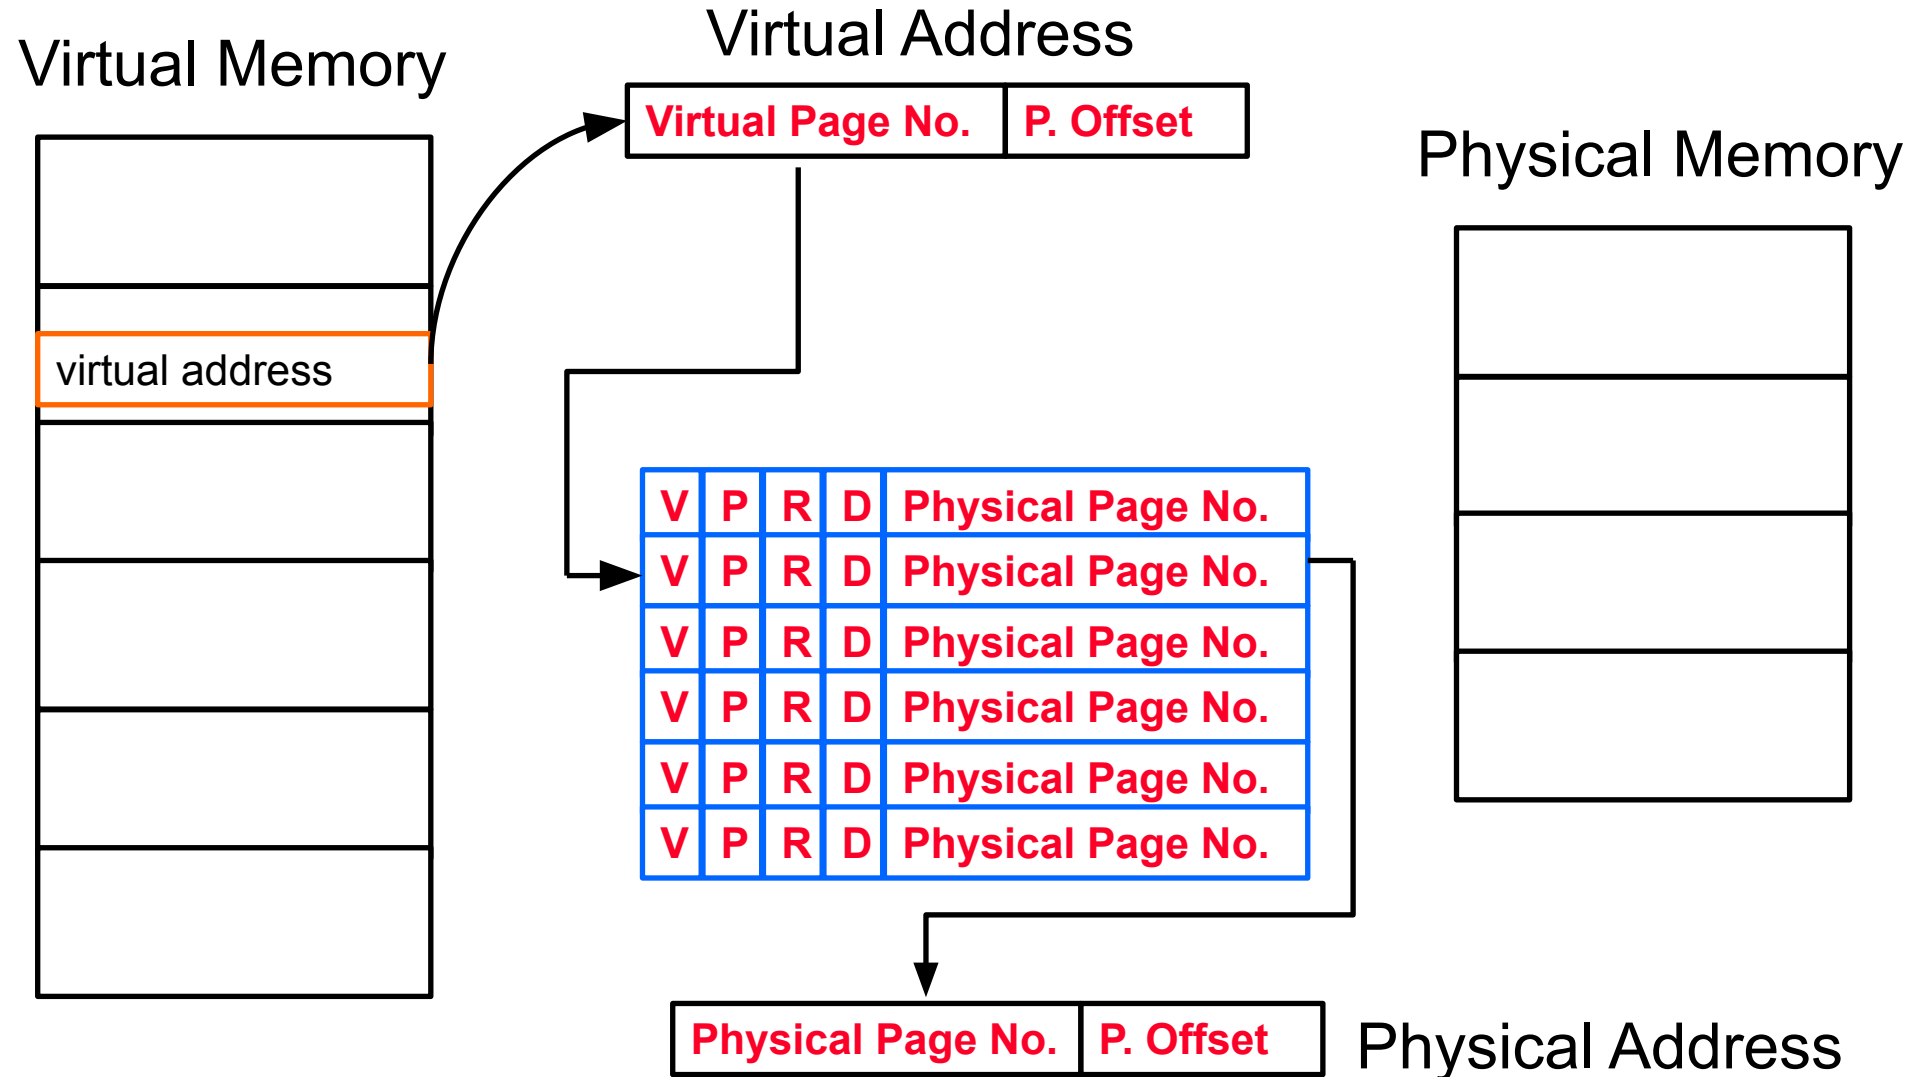 Virtual Memory
Virtual Address
Virtual Page No. P. Offset
Physical Memory
virtual address
V P R D Physical Page No.
V P R D Physical Page No.
V P R D Physical Page No.
V P R D Physical Page No.
V P R D Physical Page No.
V P R D Physical Page No.
Physical Page No. P. Offset
Physical Address